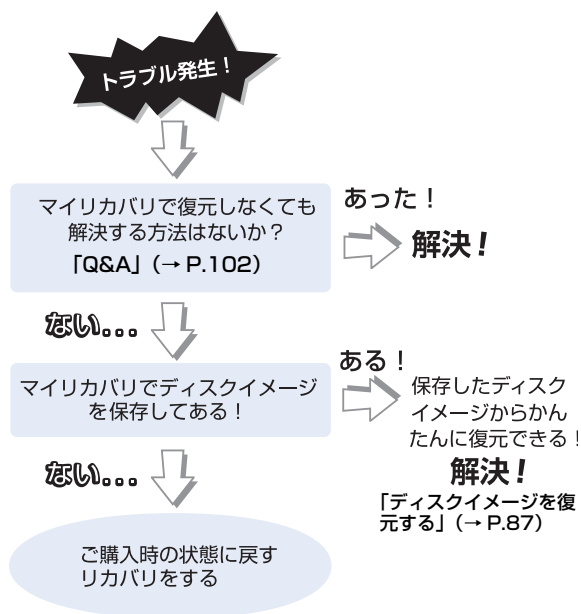 トラブル発生!
マイリカバリで復元しなくても
解決する方法はないか?
「Q&A」(→ P.102)
あった!
解決!
ない...
マイリカバリでディスクイメージ
を保存してある!
ある!
保存したディスク
イメージからかん
たんに復元できる!
解決!
「ディスクイメージを復
元する」(→ P.87)
ない...
ご購入時の状態に戻す
リカバリをする